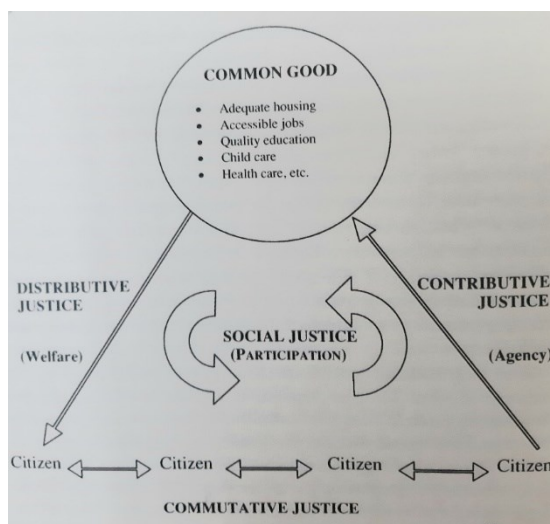 COMMON GOOD
• Adequate housing
• Accessible jobs
• Quality education
• Child care
• Health care, etc.
DISTRIBUTIVE
JUSTICE
(Welfare)
SOCIAL JUSTICE
(PARTICIPATION)
CONTRIBUTIVE
JUSTICE
(Agency)
Citizen Citizen Citizen Citizen
COMMUTATIVE JUSTICE